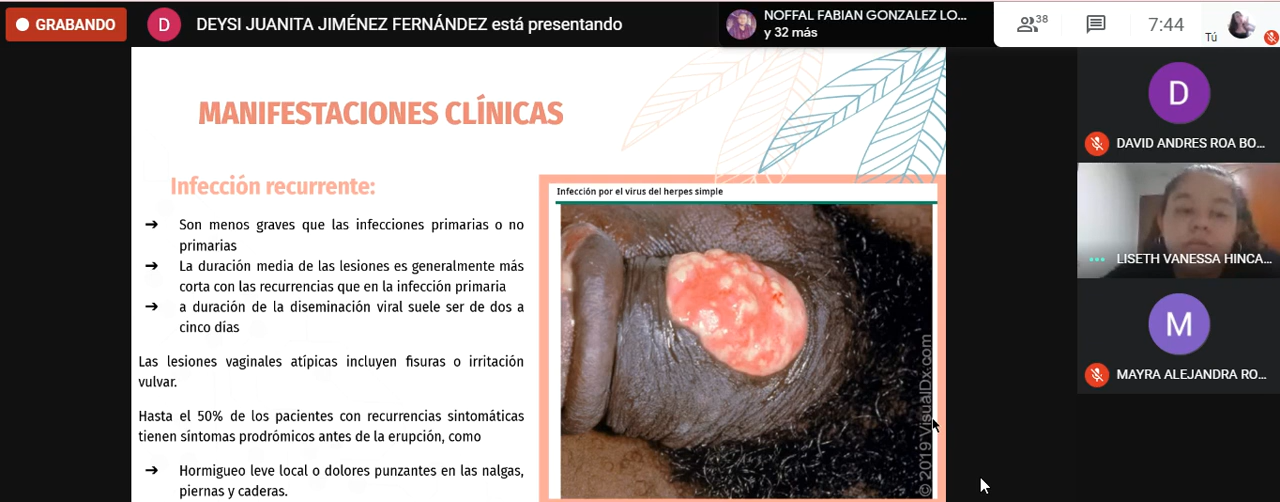 GRABANDO
D
DEYSI JUANITA JIMÉNEZ FERNÁNDEZ está presentando
NOFFAL FABIAN GONZALEZ LO...
y 32 más
38
7:44
Tú
MANIFESTACIONES CLÍNICAS
Infección recurrente:
➔ Son menos graves que las infecciones primarias o no
primarias
➔ La duración media de las lesiones es generalmente más
corta con las recurrencias que en la infección primaria
➔ a duración de la diseminación viral suele ser de dos a
cinco días
Las lesiones vaginales atípicas incluyen fisuras o irritación
vulvar.
Hasta el 50% de los pacientes con recurrencias sintomáticas
tienen síntomas prodrómicos antes de la erupción, como
➔ Hormigueo leve local o dolores punzantes en las nalgas,
piernas y caderas.
Infección por el virus del herpes simple
© 2019 VisualDx.com
D
DAVID ANDRES ROA BO...
LISETH VANESSA HINCA...
M
MAYRA ALEJANDRA RO...